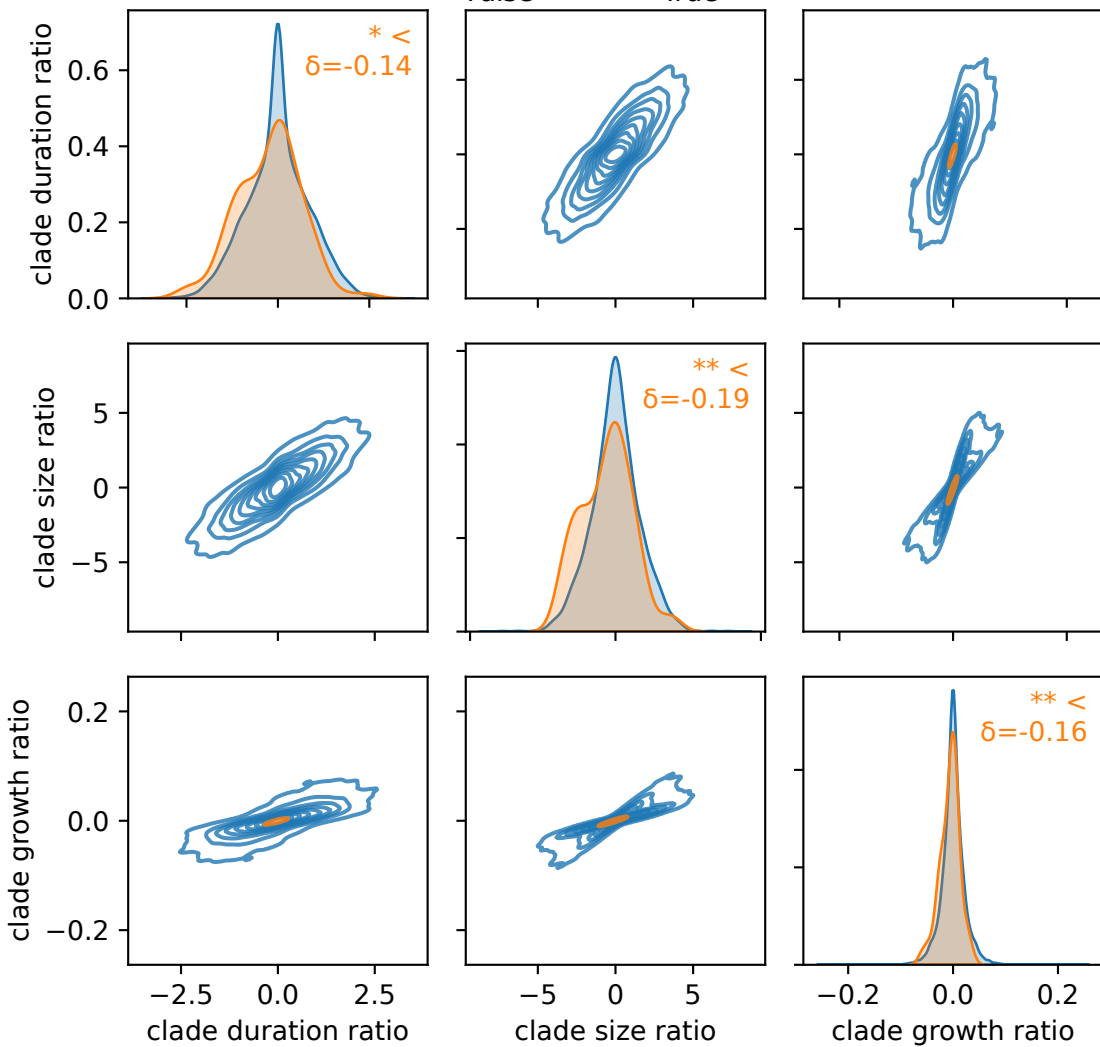 clade duration ratio
0.6
0.4
0.2
0.0
* <
δ=-0.14
clade size ratio
5
0
−5
** <
δ=-0.19
clade growth ratio
0.2
0.0
−0.2
** <
δ=-0.16
−2.5 0.0 2.5
clade duration ratio
−5 0 5
clade size ratio
−0.2 0.0 0.2
clade growth ratio